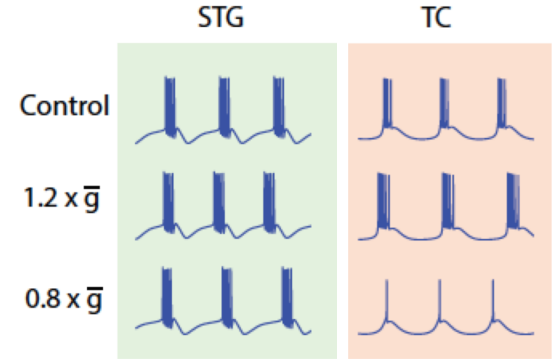 STG TC
Control
1.2 x g̅
0.8 x g̅